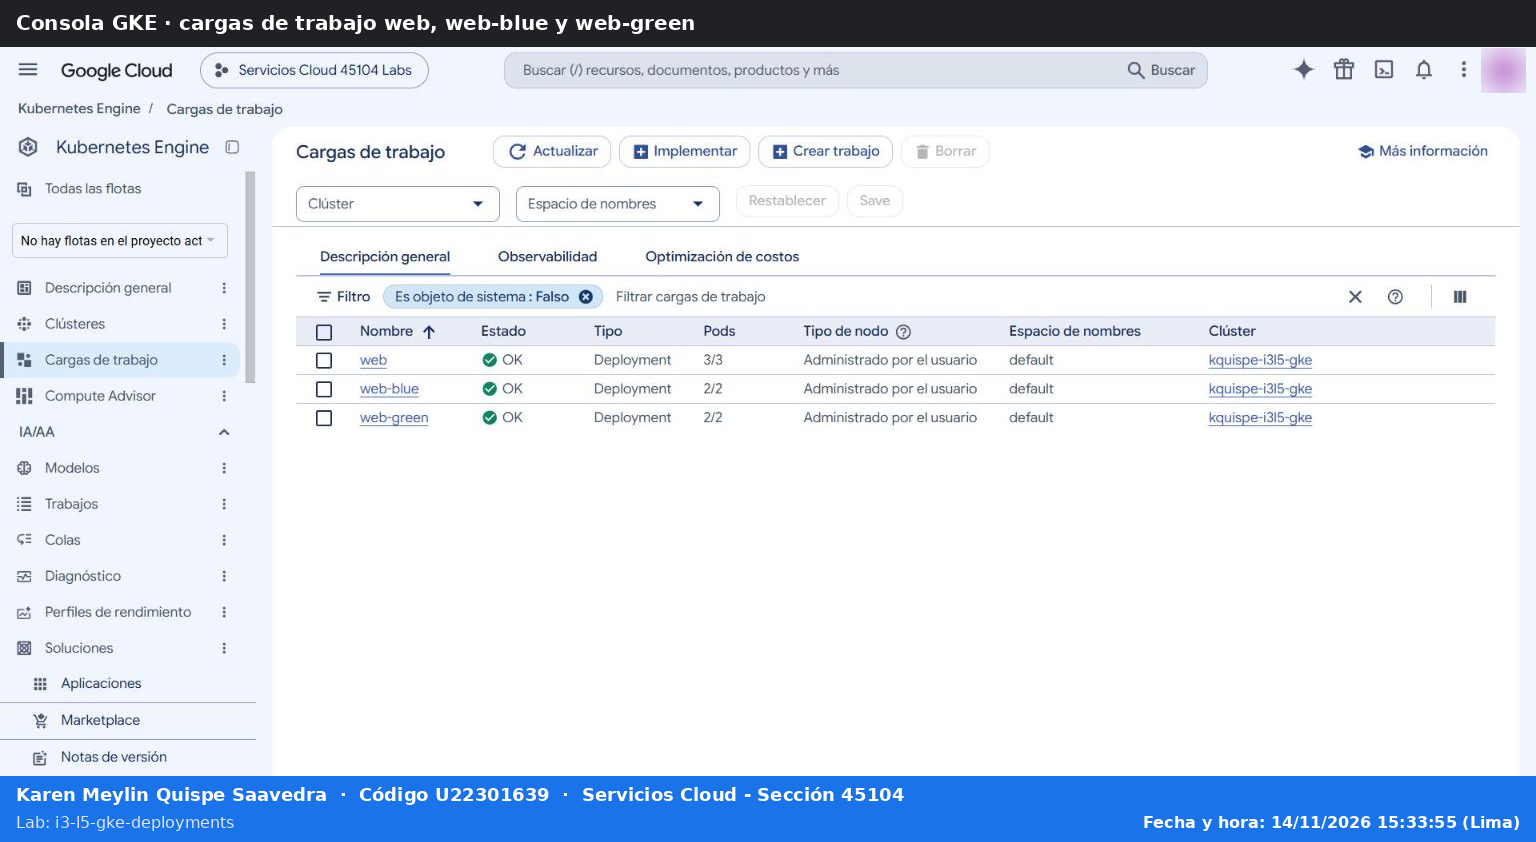 Consola GKE · cargas de trabajo web, web-blue y web-green
Google Cloud
Servicios Cloud 45104 Labs
Buscar (/) recursos, documentos, productos y más
Buscar
Kubernetes Engine / Cargas de trabajo
Kubernetes Engine
Todas las flotas
No hay flotas en el proyecto act
Descripción general
Clústeres
Cargas de trabajo
Compute Advisor
IA/AA
Modelos
Trabajos
Colas
Diagnóstico
Perfiles de rendimiento
Soluciones
Aplicaciones
Marketplace
Notas de versión
Cargas de trabajo
Actualizar
Implementar
Crear trabajo
Borrar
Más información
Clúster
Espacio de nombres
Restablecer
Save
Descripción general
Observabilidad
Optimización de costos
Filtro
Es objeto de sistema : Falso
Filtrar cargas de trabajo
Nombre Estado Tipo Pods Tipo de nodo Espacio de nombres Clúster
web OK Deployment 3/3 Administrado por el usuario default kquispe-i3l5-gke
web-blue OK Deployment 2/2 Administrado por el usuario default kquispe-i3l5-gke
web-green OK Deployment 2/2 Administrado por el usuario default kquispe-i3l5-gke
Karen Meylin Quispe Saavedra · Código U22301639 · Servicios Cloud - Sección 45104
Lab: i3-l5-gke-deployments
Fecha y hora: 14/11/2026 15:33:55 (Lima)